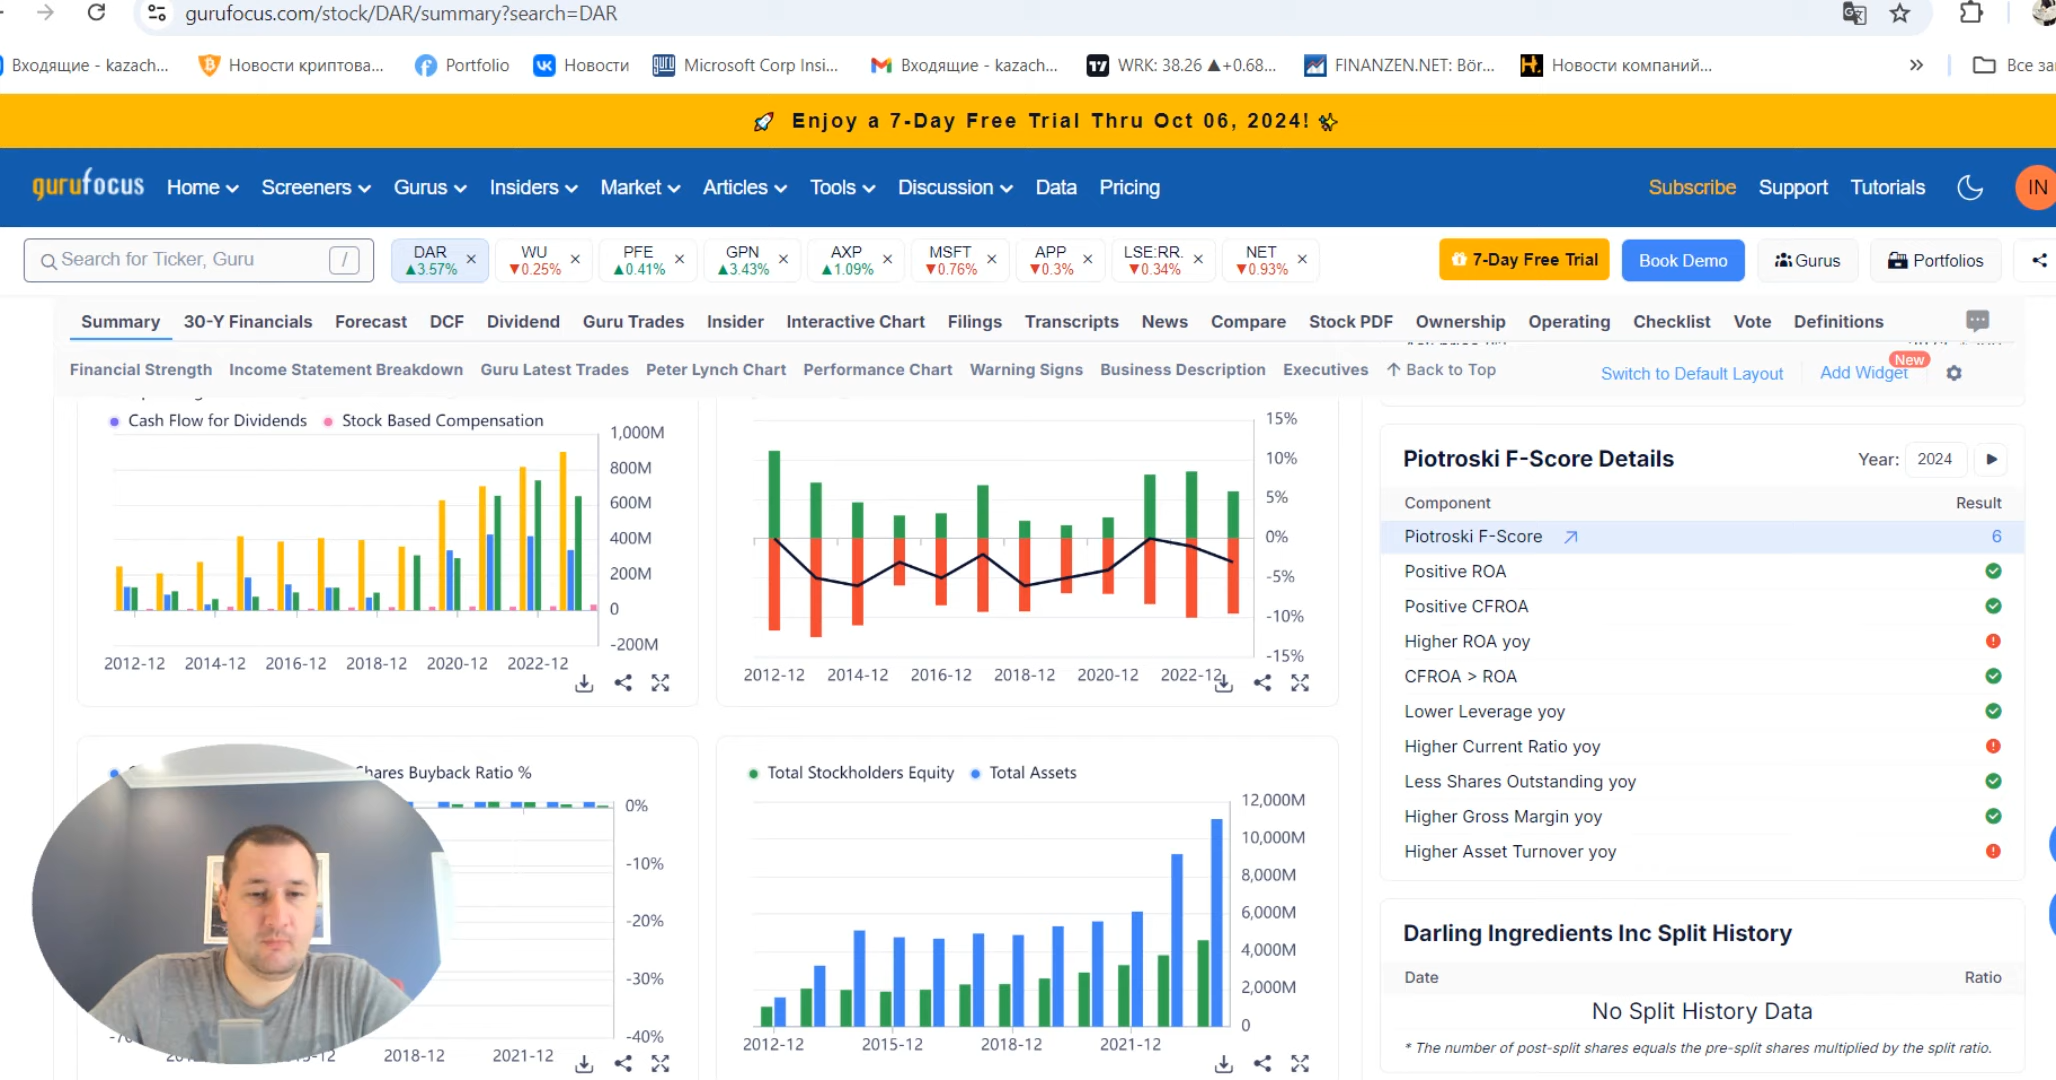 gurufocus.com/stock/DAR/summary?search=DAR
Входящие - kazach...
Новости криптова...
Portfolio
Новости
Microsoft Corp Insi...
Входящие - kazach...
WRK: 38.26 ▲+0.68...
FINANZEN.NET: Bör...
Новости компаний...
»
Все за
Enjoy a 7-Day Free Trial Thru Oct 06, 2024!
gurufocus
Home
Screeners
Gurus
Insiders
Market
Articles
Tools
Discussion
Data
Pricing
Subscribe
Support
Tutorials
IN
Search for Ticker, Guru
/
DAR
▲3.57%
WU
▼0.25%
PFE
▲0.41%
GPN
▲3.43%
AXP
▲1.09%
MSFT
▼0.76%
APP
▼0.3%
LSE:RR.
▼0.34%
NET
▼0.93%
7-Day Free Trial
Book Demo
Gurus
Portfolios
Summary
30-Y Financials
Forecast
DCF
Dividend
Guru Trades
Insider
Interactive Chart
Filings
Transcripts
News
Compare
Stock PDF
Ownership
Operating
Checklist
Vote
Definitions
Financial Strength
Income Statement Breakdown
Guru Latest Trades
Peter Lynch Chart
Performance Chart
Warning Signs
Business Description
Executives
Back to Top
Switch to Default Layout
Add Widget
New
Cash Flow for Dividends
Stock Based Compensation
1,000M
800M
600M
400M
200M
0
-200M
2012-12
2014-12
2016-12
2018-12
2020-12
2022-12
15%
10%
5%
0%
-5%
-10%
-15%
2012-12
2014-12
2016-12
2018-12
2020-12
2022-12
Piotroski F-Score Details
Year:
2024
Component
Result
Piotroski F-Score
6
Positive ROA
Positive CFROA
Higher ROA yoy
CFROA > ROA
Lower Leverage yoy
Higher Current Ratio yoy
Less Shares Outstanding yoy
Higher Gross Margin yoy
Higher Asset Turnover yoy
Shares Buyback Ratio %
0%
-10%
-20%
-30%
-40%
2018-12
2021-12
Total Stockholders Equity
Total Assets
12,000M
10,000M
8,000M
6,000M
4,000M
2,000M
0
2012-12
2015-12
2018-12
2021-12
Darling Ingredients Inc Split History
Date
Ratio
No Split History Data
* The number of post-split shares equals the pre-split shares multiplied by the split ratio.